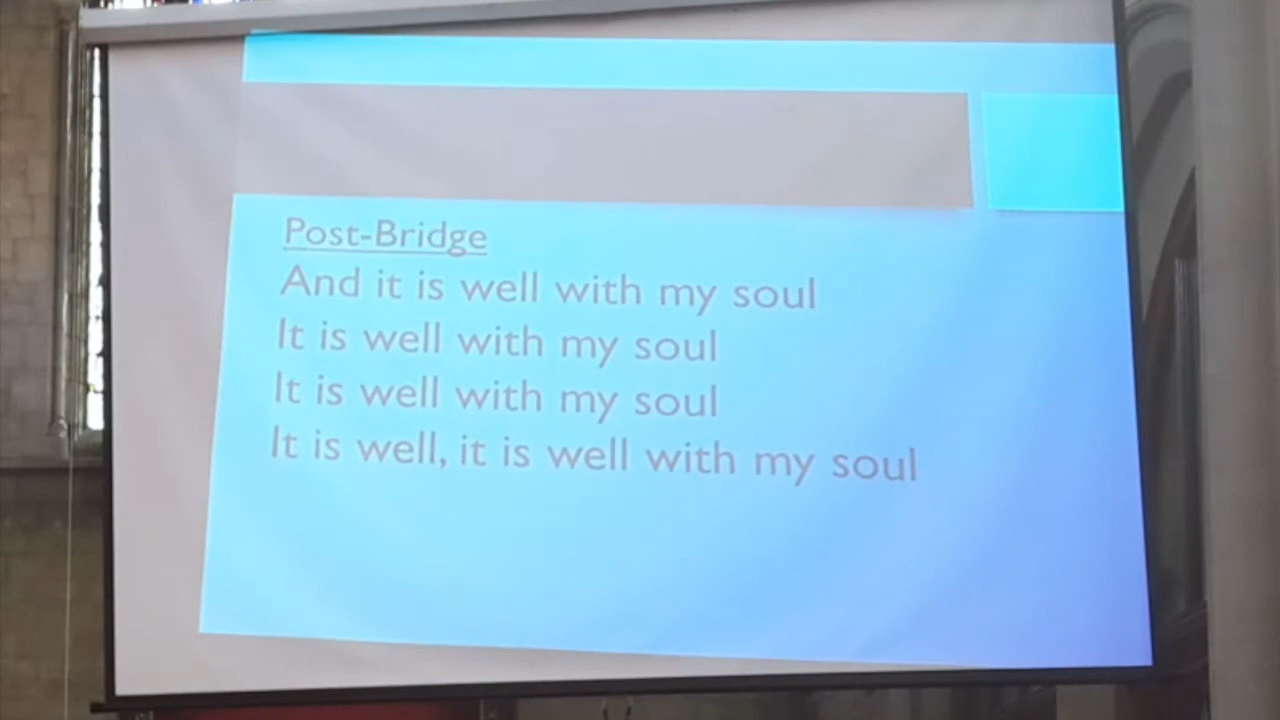 Post-Bridge
And it is well with my soul
It is well with my soul
It is well with my soul
It is well, it is well with my soul